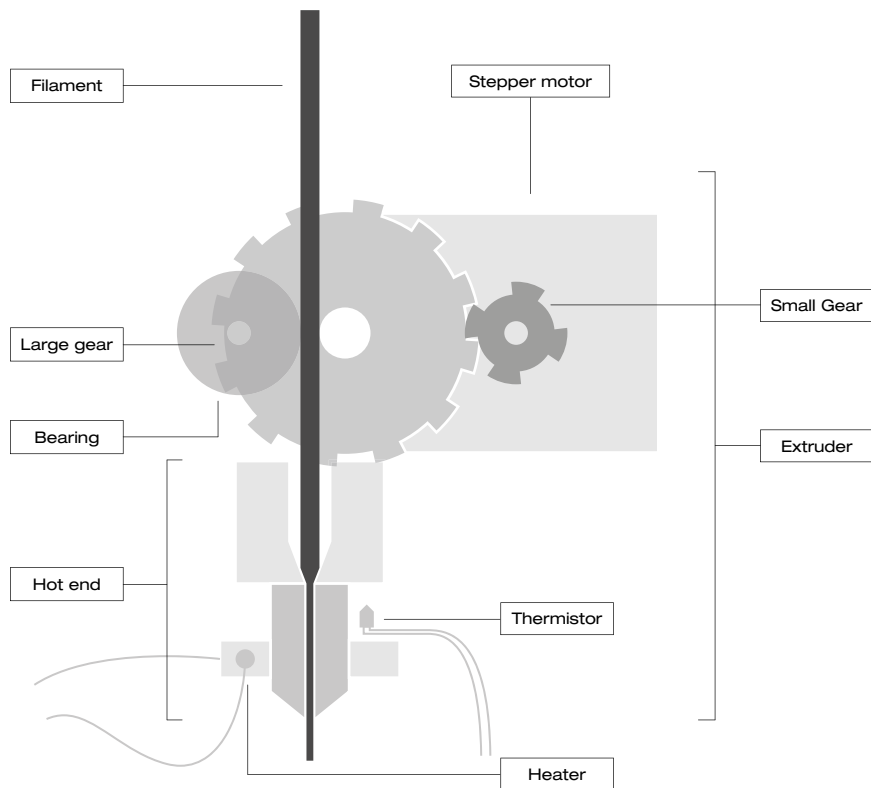 Filament
Stepper motor
Small Gear
Large gear
Bearing
Extruder
Hot end
Thermistor
Heater